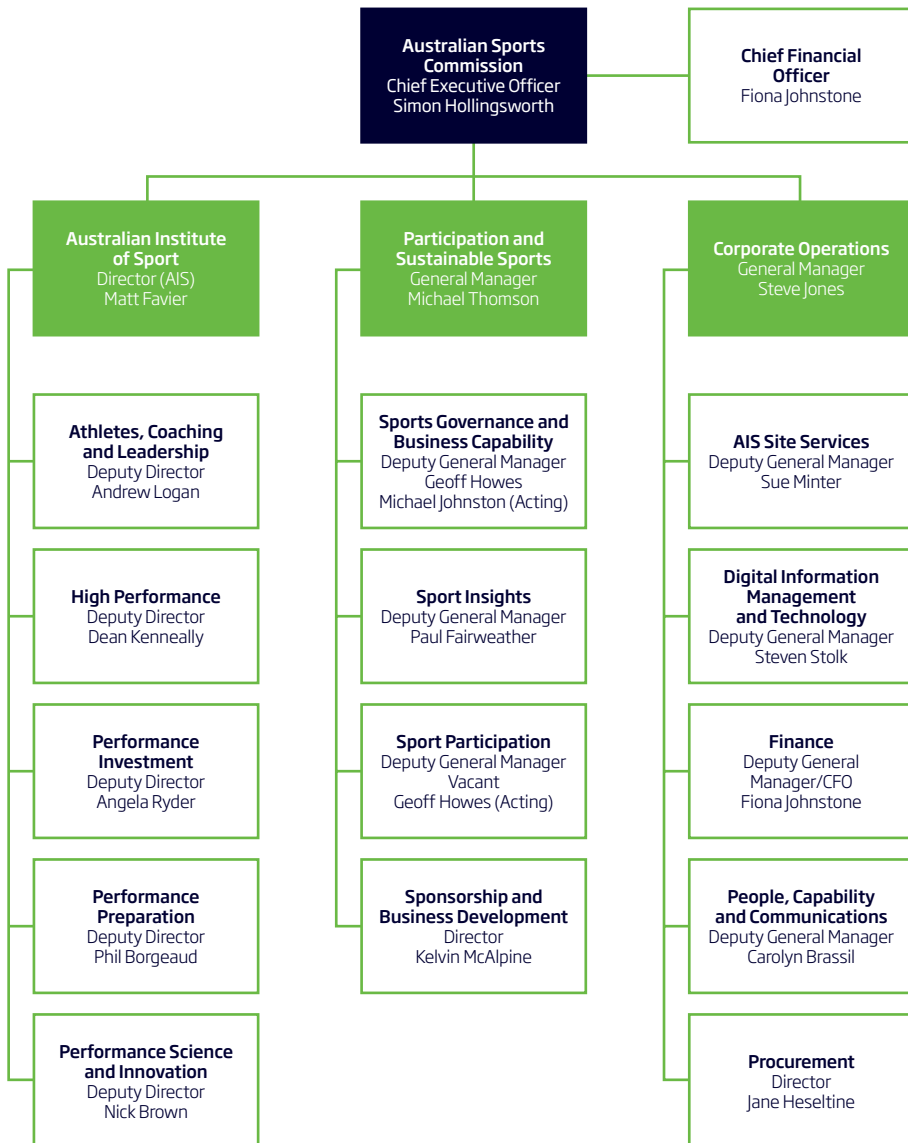 Australian Sports
Commission
Chief Executive Officer
Simon Hollingsworth
Chief Financial
Officer
Fiona Johnstone
Australian Institute
of Sport
Director (AIS)
Matt Favier
Participation and
Sustainable Sports
General Manager
Michael Thomson
Corporate Operations
General Manager
Steve Jones
Athletes, Coaching
and Leadership
Deputy Director
Andrew Logan
High Performance
Deputy Director
Dean Kenneally
Performance
Investment
Deputy Director
Angela Ryder
Performance
Preparation
Deputy Director
Phil Borgeaud
Performance Science
and Innovation
Deputy Director
Nick Brown
Sports Governance and
Business Capability
Deputy General Manager
Geoff Howes
Michael Johnston (Acting)
Sport Insights
Deputy General Manager
Paul Fairweather
Sport Participation
Deputy General Manager
Vacant
Geoff Howes (Acting)
Sponsorship and
Business Development
Director
Kelvin McAlpine
AIS Site Services
Deputy General Manager
Sue Minter
Digital Information
Management
and Technology
Deputy General Manager
Steven Stolk
Finance
Deputy General
Manager/CFO
Fiona Johnstone
People, Capability
and Communications
Deputy General Manager
Carolyn Brassil
Procurement
Director
Jane Heseltine